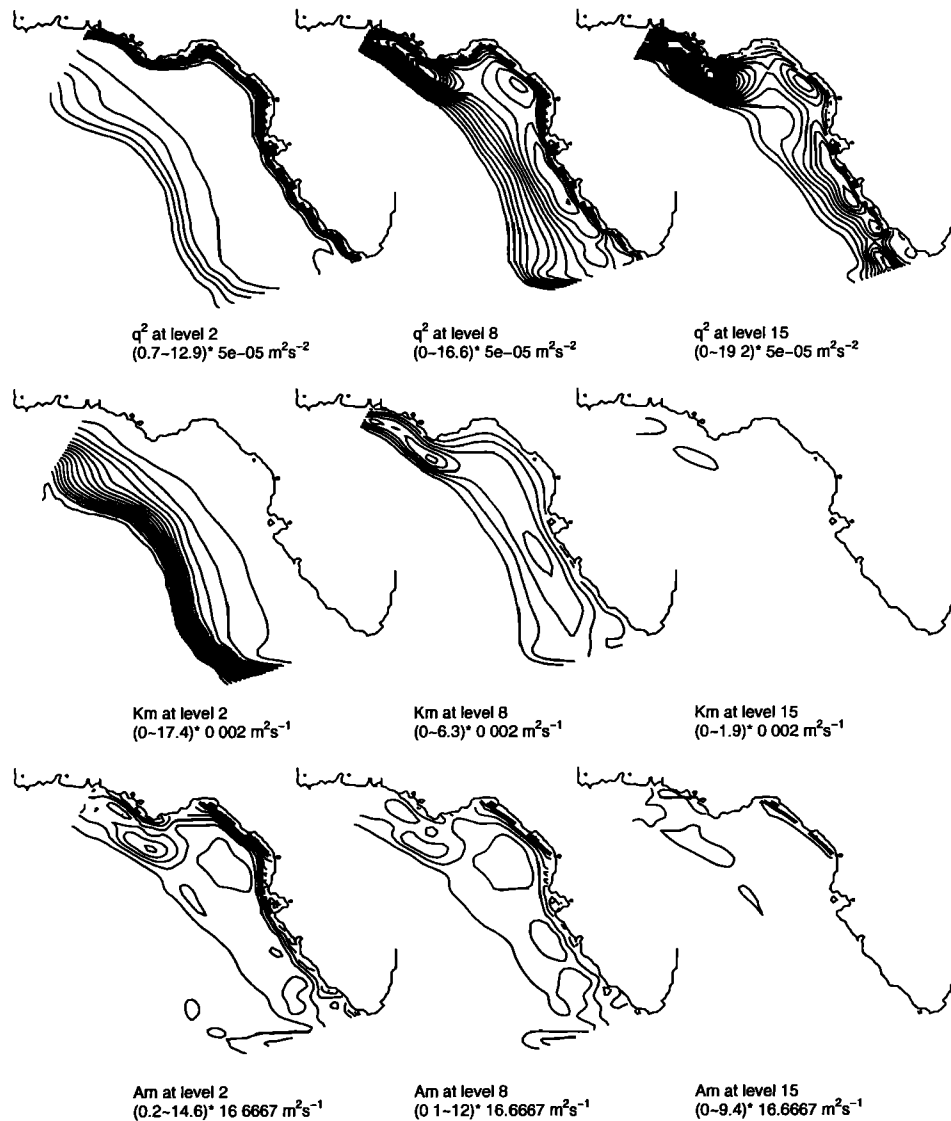 q² at level 2
(0.7~12.9)* 5e−05 m²s⁻²
q² at level 8
(0~16.6)* 5e−05 m²s⁻²
q² at level 15
(0~19 2)* 5e−05 m²s⁻²
Km at level 2
(0~17.4)* 0 002 m²s⁻¹
Km at level 8
(0~6.3)* 0 002 m²s⁻¹
Km at level 15
(0~1.9)* 0 002 m²s⁻¹
Am at level 2
(0.2~14.6)* 16 6667 m²s⁻¹
Am at level 8
(0 1~12)* 16.6667 m²s⁻¹
Am at level 15
(0~9.4)* 16.6667 m²s⁻¹